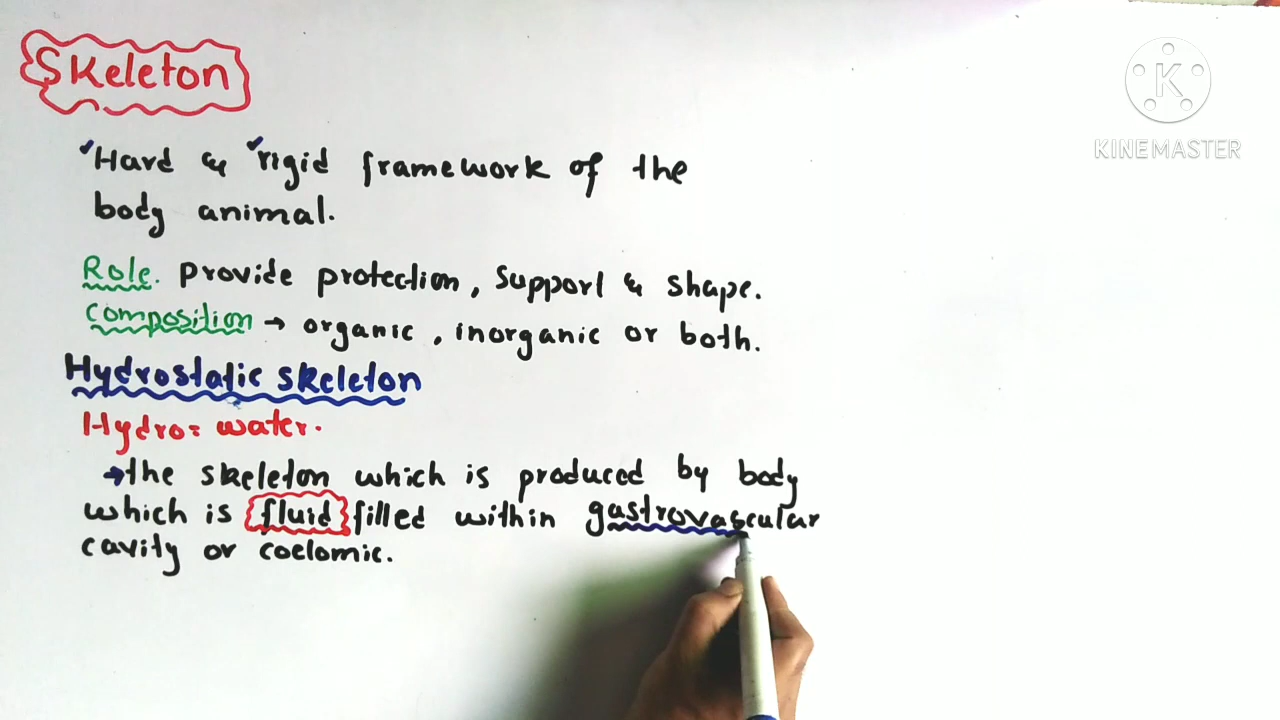 Skeleton
K
KINEMASTER
Hard & rigid framework of the
body animal.
Role. Provide protection, support & shape.
Composition → organic, inorganic or both.
Hydrostatic skeleton
Hydro = water.
→ the skeleton which is produced by body
which is fluid filled within gastrovascular
cavity or coelomic.